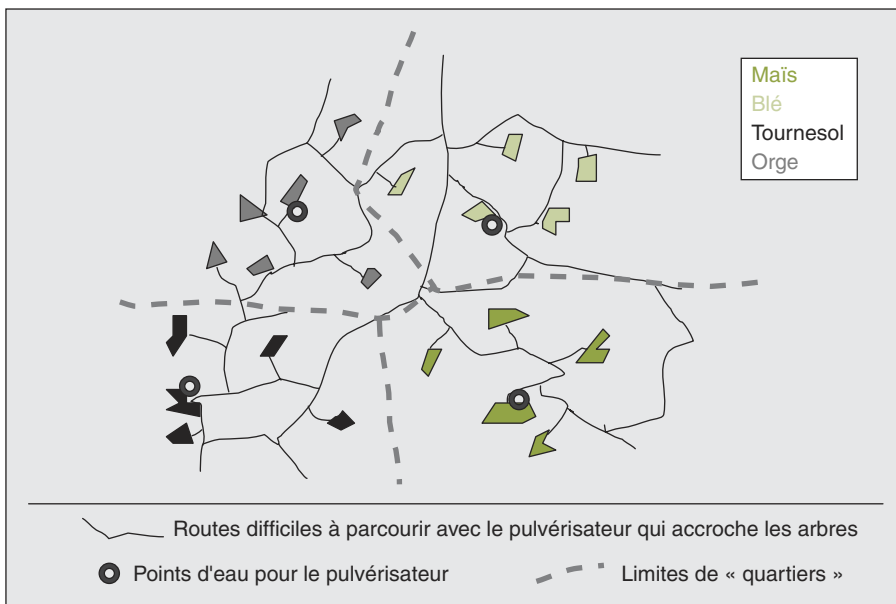 Maïs
Blé
Tournesol
Orge
Routes difficiles à parcourir avec le pulvérisateur qui accroche les arbres
Points d'eau pour le pulvérisateur
Limites de « quartiers »